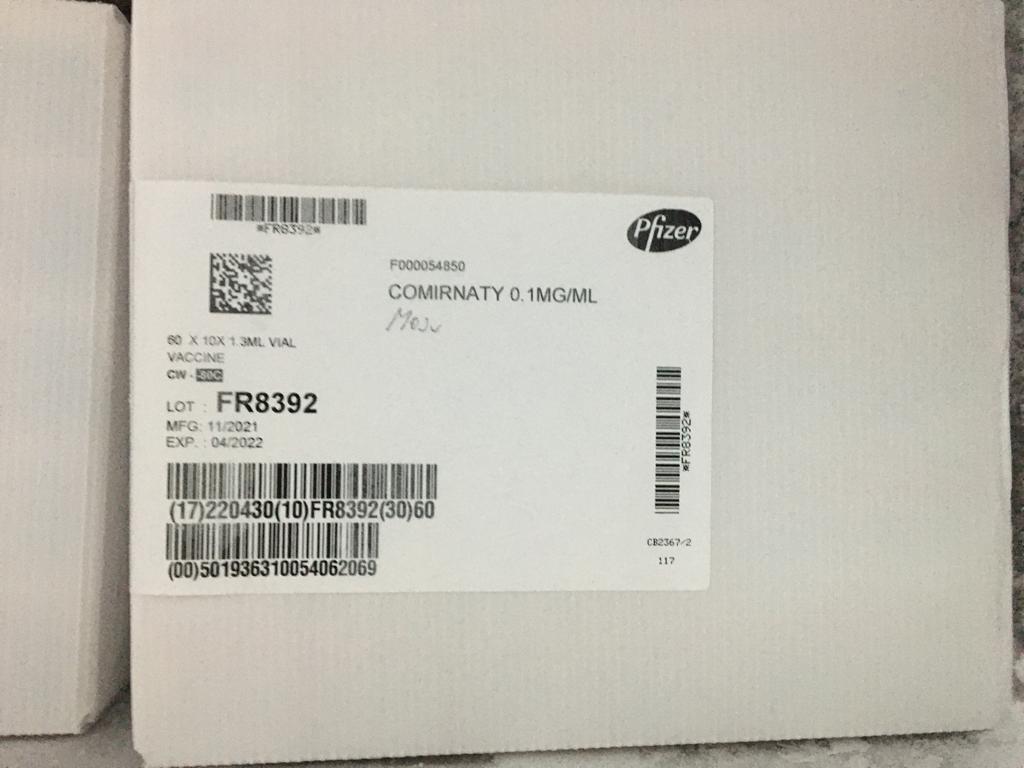 *FR8392*
Pfizer
F000054850
COMIRNATY 0.1MG/ML
60 X 10X 1.3ML VIAL
VACCINE
CW - -80C
LOT : FR8392
MFG: 11/2021
EXP. : 04/2022
*FR8392*
(17)220430(10)FR8392(30)60
(00)501936310054062069
CB2367/2
117